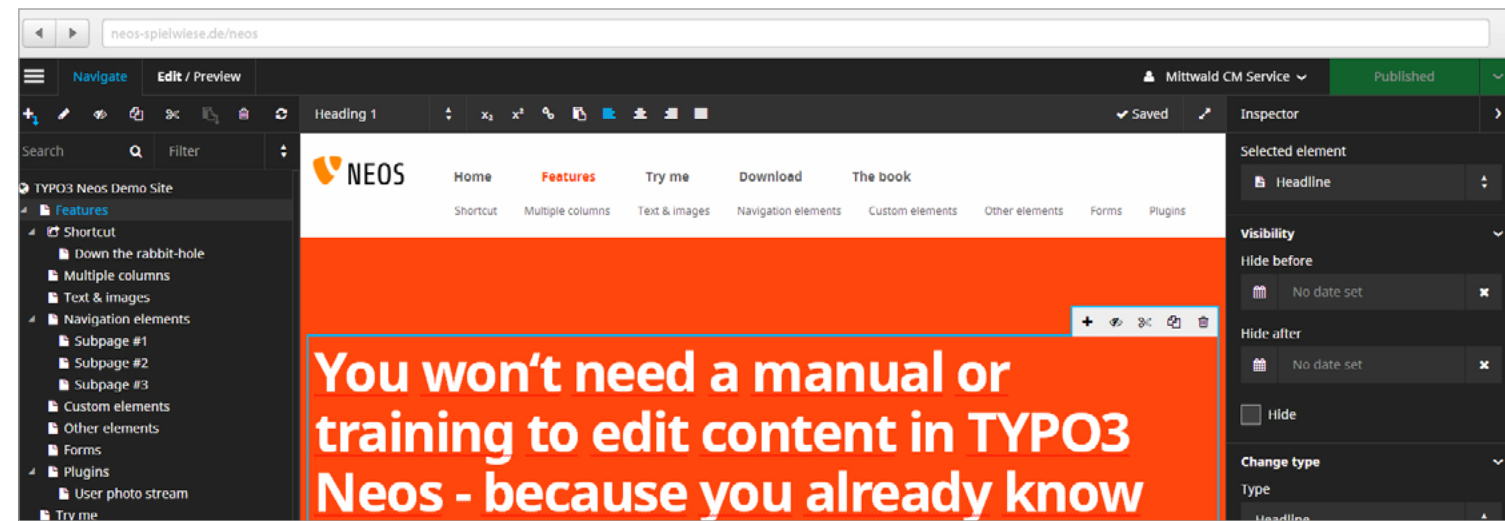 neos-spielwiese.de/neos
Navigate Edit / Preview Mittwald CM Service Published
Heading 1 x₂ x² Saved Inspector
Search Filter
TYPO3 Neos Demo Site
Features
Shortcut
Down the rabbit-hole
Multiple columns
Text & images
Navigation elements
Subpage #1
Subpage #2
Subpage #3
Custom elements
Other elements
Forms
Plugins
User photo stream
Try me
NEOS
Home Features Try me Download The book
Shortcut Multiple columns Text & images Navigation elements Custom elements Other elements Forms Plugins
You won‘t need a manual or
training to edit content in TYPO3
Neos - because you already know
Selected element
Headline
Visibility
Hide before
No date set
Hide after
No date set
Hide
Change type
Type
Headline